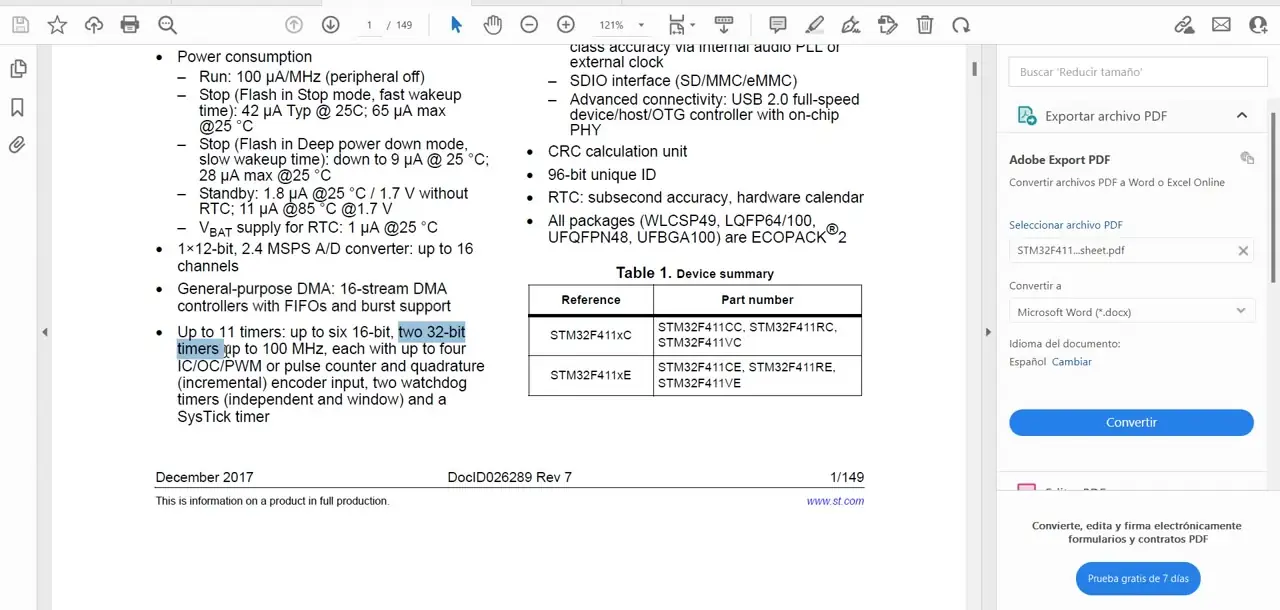 1 / 149
121%
• Power consumption
– Run: 100 µA/MHz (peripheral off)
– Stop (Flash in Stop mode, fast wakeup
time): 42 µA Typ @ 25C; 65 µA max
@25 °C
– Stop (Flash in Deep power down mode,
slow wakeup time): down to 9 µA @ 25 °C;
28 µA max @25 °C
– Standby: 1.8 µA @25 °C / 1.7 V without
RTC; 11 µA @85 °C @1.7 V
– VBAT supply for RTC: 1 µA @25 °C
• 1×12-bit, 2.4 MSPS A/D converter: up to 16
channels
• General-purpose DMA: 16-stream DMA
controllers with FIFOs and burst support
• Up to 11 timers: up to six 16-bit, two 32-bit
timers up to 100 MHz, each with up to four
IC/OC/PWM or pulse counter and quadrature
(incremental) encoder input, two watchdog
timers (independent and window) and a
SysTick timer
class accuracy via internal audio PLL or
external clock
– SDIO interface (SD/MMC/eMMC)
– Advanced connectivity: USB 2.0 full-speed
device/host/OTG controller with on-chip
PHY
• CRC calculation unit
• 96-bit unique ID
• RTC: subsecond accuracy, hardware calendar
• All packages (WLCSP49, LQFP64/100,
UFQFPN48, UFBGA100) are ECOPACK®2
Table 1. Device summary
Reference Part number
STM32F411xC STM32F411CC, STM32F411RC,
STM32F411VC
STM32F411xE STM32F411CE, STM32F411RE,
STM32F411VE
December 2017 DocID026289 Rev 7 1/149
This is information on a product in full production. www.st.com
Buscar 'Reducir tamaño'
Exportar archivo PDF
Adobe Export PDF
Convertir archivos PDF a Word o Excel Online
Seleccionar archivo PDF
STM32F411...sheet.pdf
Convertir a
Microsoft Word (*.docx)
Idioma del documento:
Español Cambiar
Convertir
Convierte, edita y firma electrónicamente
formularios y contratos PDF
Prueba gratis de 7 días